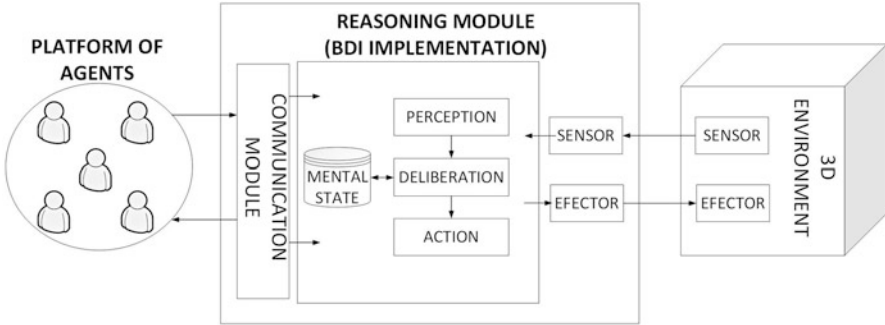 PLATFORM OF
AGENTS
REASONING MODULE
(BDI IMPLEMENTATION)
COMMUNICATION
MODULE
MENTAL
STATE
PERCEPTION
DELIBERATION
ACTION
SENSOR
EFECTOR
SENSOR
EFECTOR
3D
ENVIRONMENT